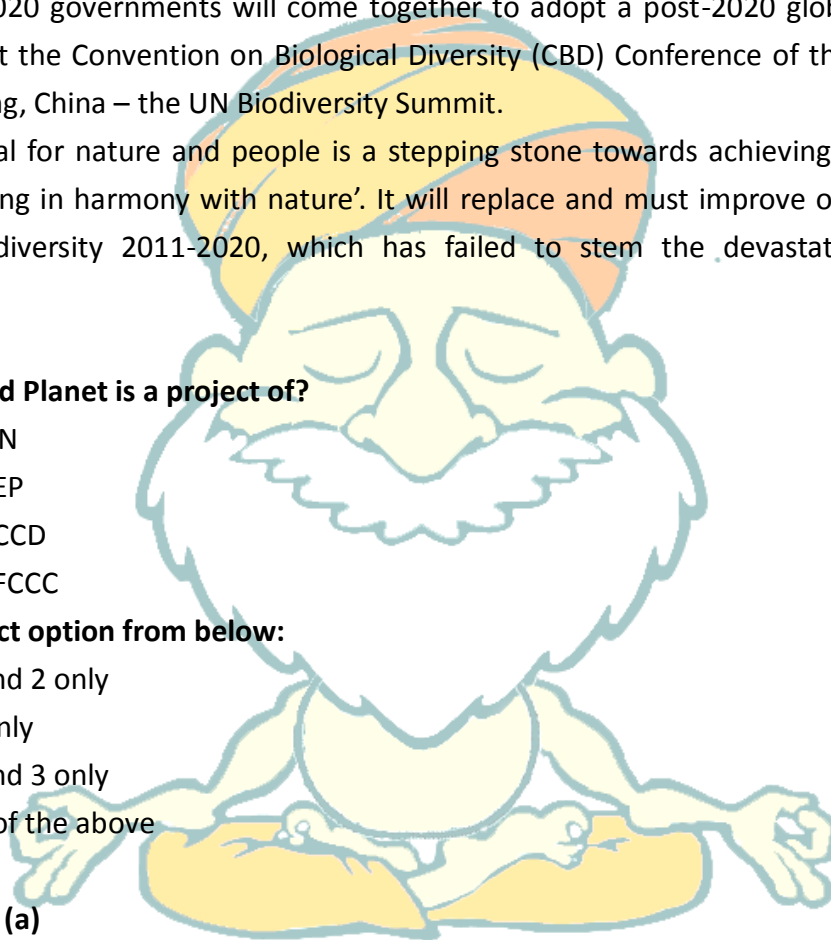 020 governments will come together to adopt a post-2020 glob
t the Convention on Biological Diversity (CBD) Conference of th
ng, China – the UN Biodiversity Summit.
al for nature and people is a stepping stone towards achieving
ing in harmony with nature’. It will replace and must improve o
diversity 2011-2020, which has failed to stem the devastat
d Planet is a project of?
N
EP
CCD
FCCC
ct option from below:
nd 2 only
nly
nd 3 only
of the above
(a)